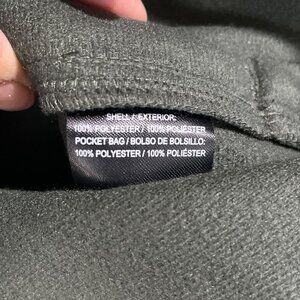 SHELL / EXTERIOR:
100% POLYESTER / 100% POLIÉSTER
POCKET BAG / BOLSO DE BOLSILLO:
100% POLYESTER / 100% POLIÉSTER